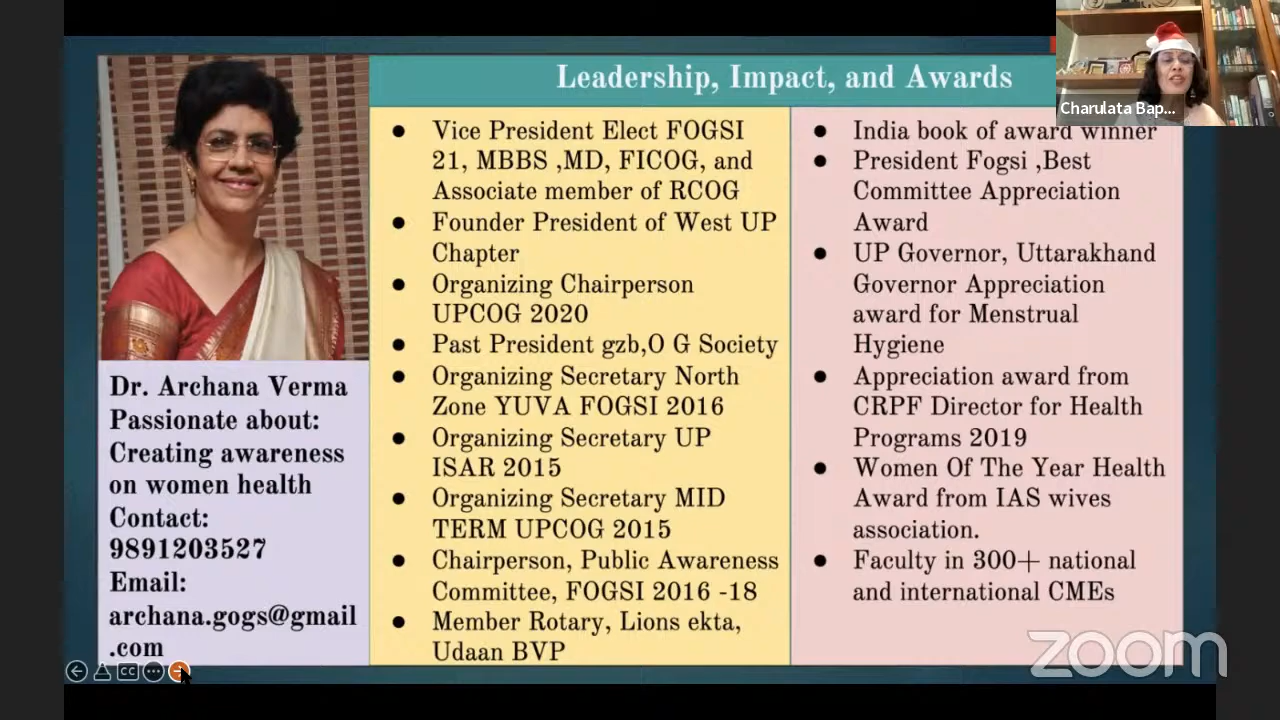 Leadership, Impact, and Awards
Charulata Bap...
Dr. Archana Verma
Passionate about:
Creating awareness
on women health
Contact:
9891203527
Email:
archana.gogs@gmail
.com
● Vice President Elect FOGSI
21, MBBS ,MD, FICOG, and
Associate member of RCOG
● Founder President of West UP
Chapter
● Organizing Chairperson
UPCOG 2020
● Past President gzb,O G Society
● Organizing Secretary North
Zone YUVA FOGSI 2016
● Organizing Secretary UP
ISAR 2015
● Organizing Secretary MID
TERM UPCOG 2015
● Chairperson, Public Awareness
Committee, FOGSI 2016 -18
● Member Rotary, Lions ekta,
Udaan BVP
● India book of award winner
● President Fogsi ,Best
Committee Appreciation
Award
● UP Governor, Uttarakhand
Governor Appreciation
award for Menstrual
Hygiene
● Appreciation award from
CRPF Director for Health
Programs 2019
● Women Of The Year Health
Award from IAS wives
association.
● Faculty in 300+ national
and international CMEs
CC
zoom